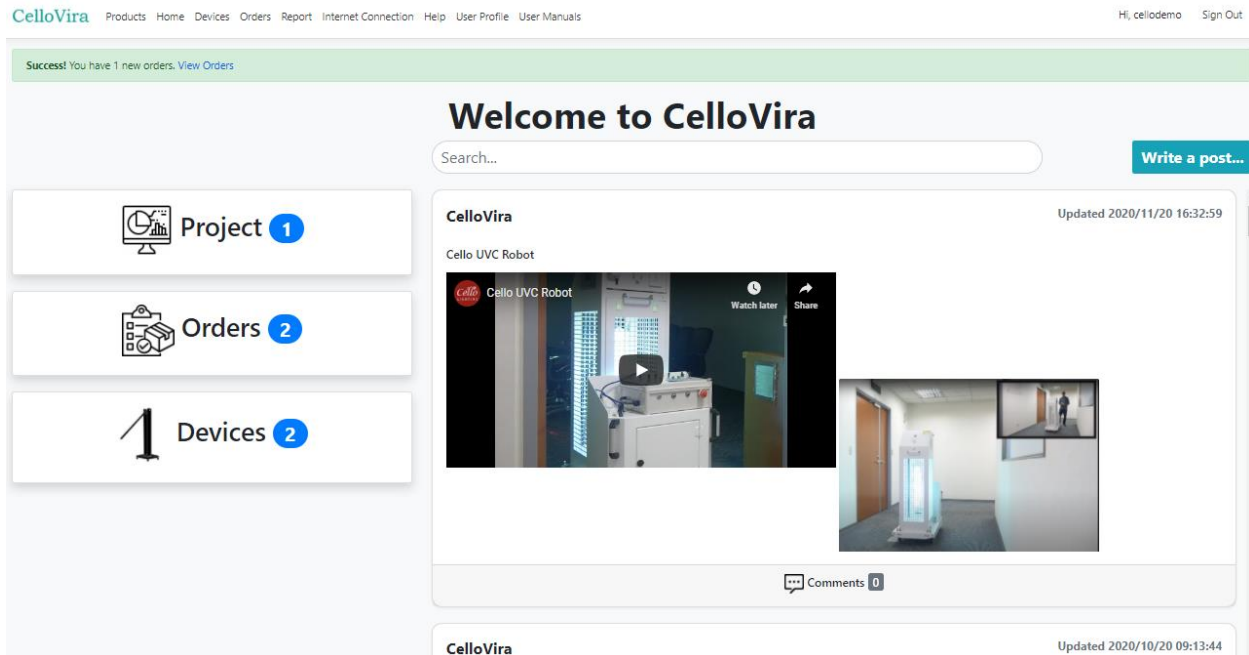 CelloVira Products Home Devices Orders Report Internet Connection Help User Profile User Manuals Hi, cellodemo Sign Out
Success! You have 1 new orders. View Orders
Welcome to CelloVira
Search...
Write a post...
Project 1
Orders 2
Devices 2
CelloVira Updated 2020/11/20 16:32:59
Cello UVC Robot
Cello Cello UVC Robot Watch later Share
Comments 0
CelloVira Updated 2020/10/20 09:13:44